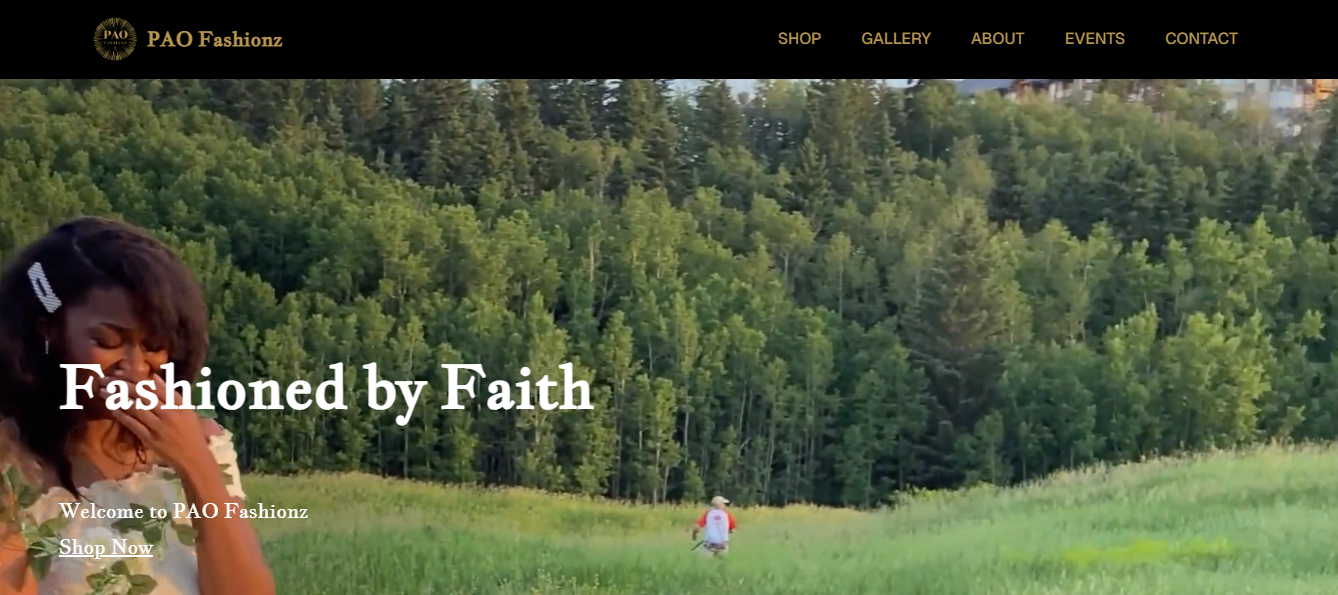 PAO
PAO Fashionz
SHOP
GALLERY
ABOUT
EVENTS
CONTACT
Fashioned by Faith
Welcome to PAO Fashionz
Shop Now